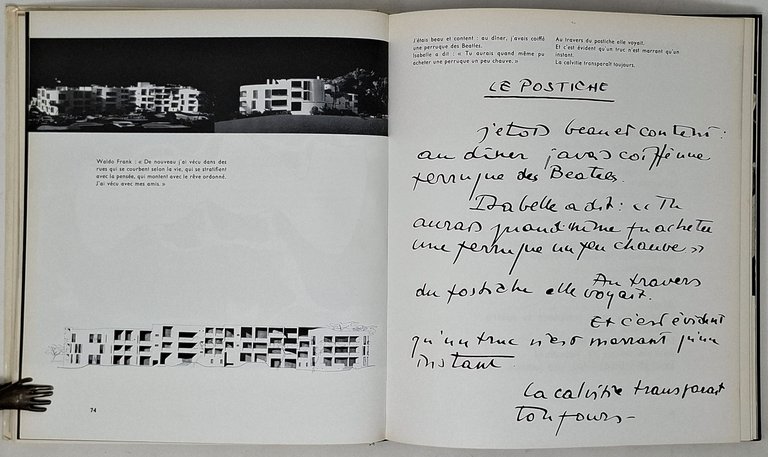 Waldo Frank : « De nouveau j'ai vécu dans des
rues qui se courbent selon la vie, qui se stratifient
avec la pensée, qui montent avec le rêve ordonné.
J'ai vécu avec mes amis. »
74
J'étais beau et content : au dîner, j'avais coiffé
une perruque des Beatles.
Isabelle a dit : « Tu aurais quand même pu
acheter une perruque un peu chauve. »
Au travers du postiche elle voyait.
Et c'est évident qu'un truc n'est marrant qu'un
instant.
La calvitie transparaît toujours.
LE POSTICHE
j'étais beau et content :
au dîner j'avais coiffé une
perruque des Beatles.
Isabelle a dit : « Tu
aurais quand même pu acheter
une perruque un peu chauve »
Au travers
du postiche elle voyait.
Et c'est évident
qu'un truc n'est marrant qu'un
instant.
La calvitie transparait
toujours –